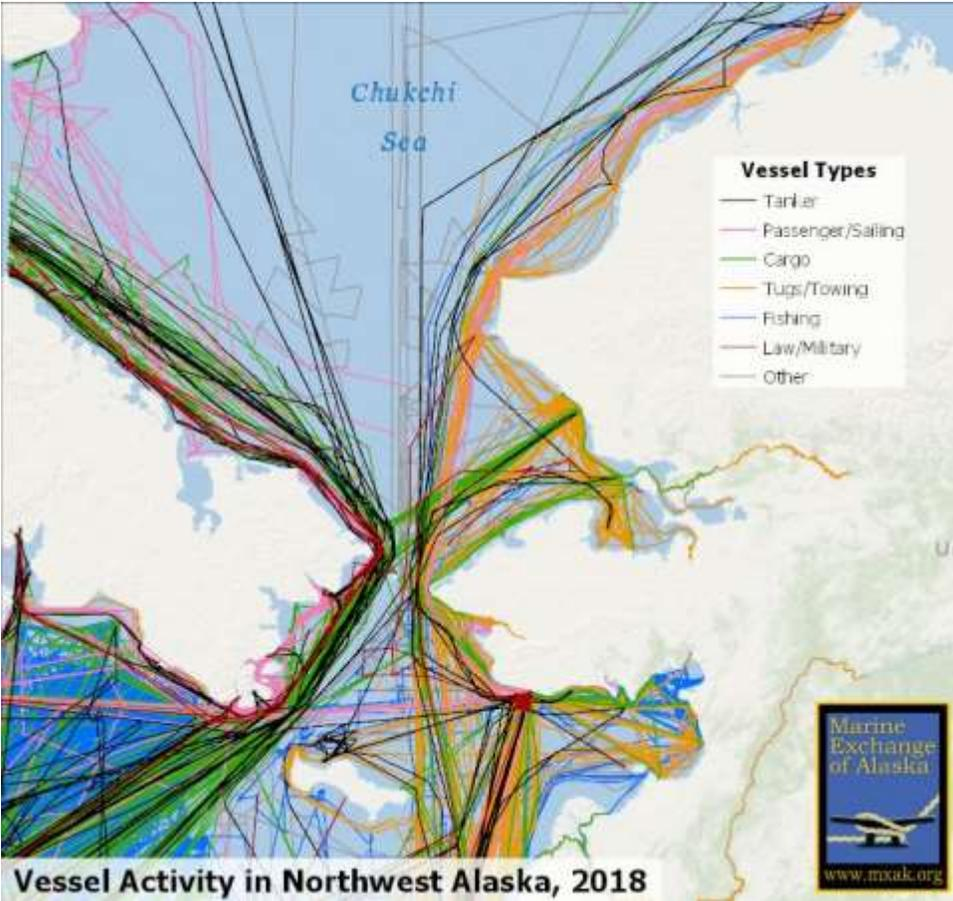 Chukchi
Sea
Vessel Types
Tanker
Passenger/Sailing
Cargo
Tugs/Towing
Fishing
Law/Military
Other
U
Marine
Exchange
of Alaska
www.mxak.org
Vessel Activity in Northwest Alaska, 2018